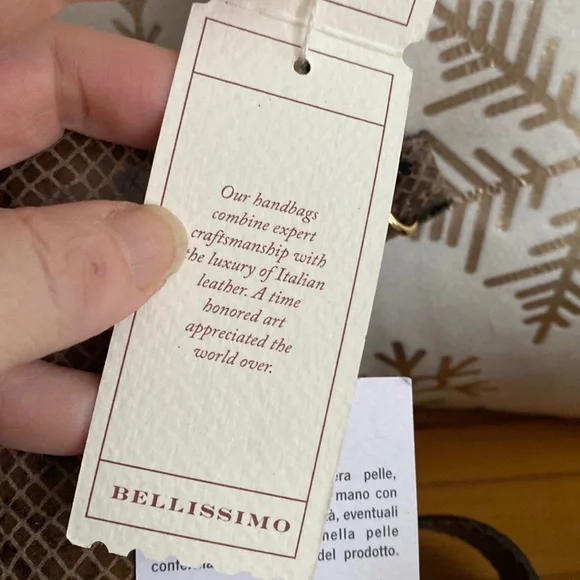 Our handbags
combine expert
craftsmanship with
the luxury of Italian
leather. A time
honored art
appreciated the
world over.
BELLISSIMO
pelle,
mano con
eventuali
nella pelle
del prodotto.